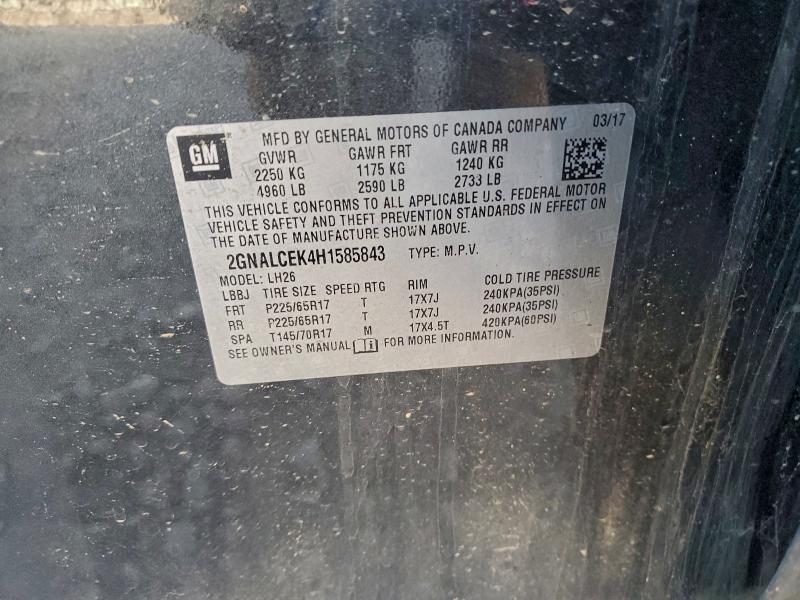 GM
MFD BY GENERAL MOTORS OF CANADA COMPANY 03/17
GVWR GAWR FRT GAWR RR
2250 KG 1175 KG 1240 KG
4960 LB 2590 LB 2733 LB
THIS VEHICLE CONFORMS TO ALL APPLICABLE U.S. FEDERAL MOTOR
VEHICLE SAFETY AND THEFT PREVENTION STANDARDS IN EFFECT ON
THE DATE OF MANUFACTURE SHOWN ABOVE.
2GNALCEK4H1585843 TYPE: M.P.V.
MODEL: LH26
LBBJ TIRE SIZE SPEED RTG RIM COLD TIRE PRESSURE
FRT P225/65R17 T 17X7J 240KPA(35PSI)
RR P225/65R17 T 17X7J 240KPA(35PSI)
SPA T145/70R17 M 17X4.5T 420KPA(60PSI)
SEE OWNER'S MANUAL FOR MORE INFORMATION.